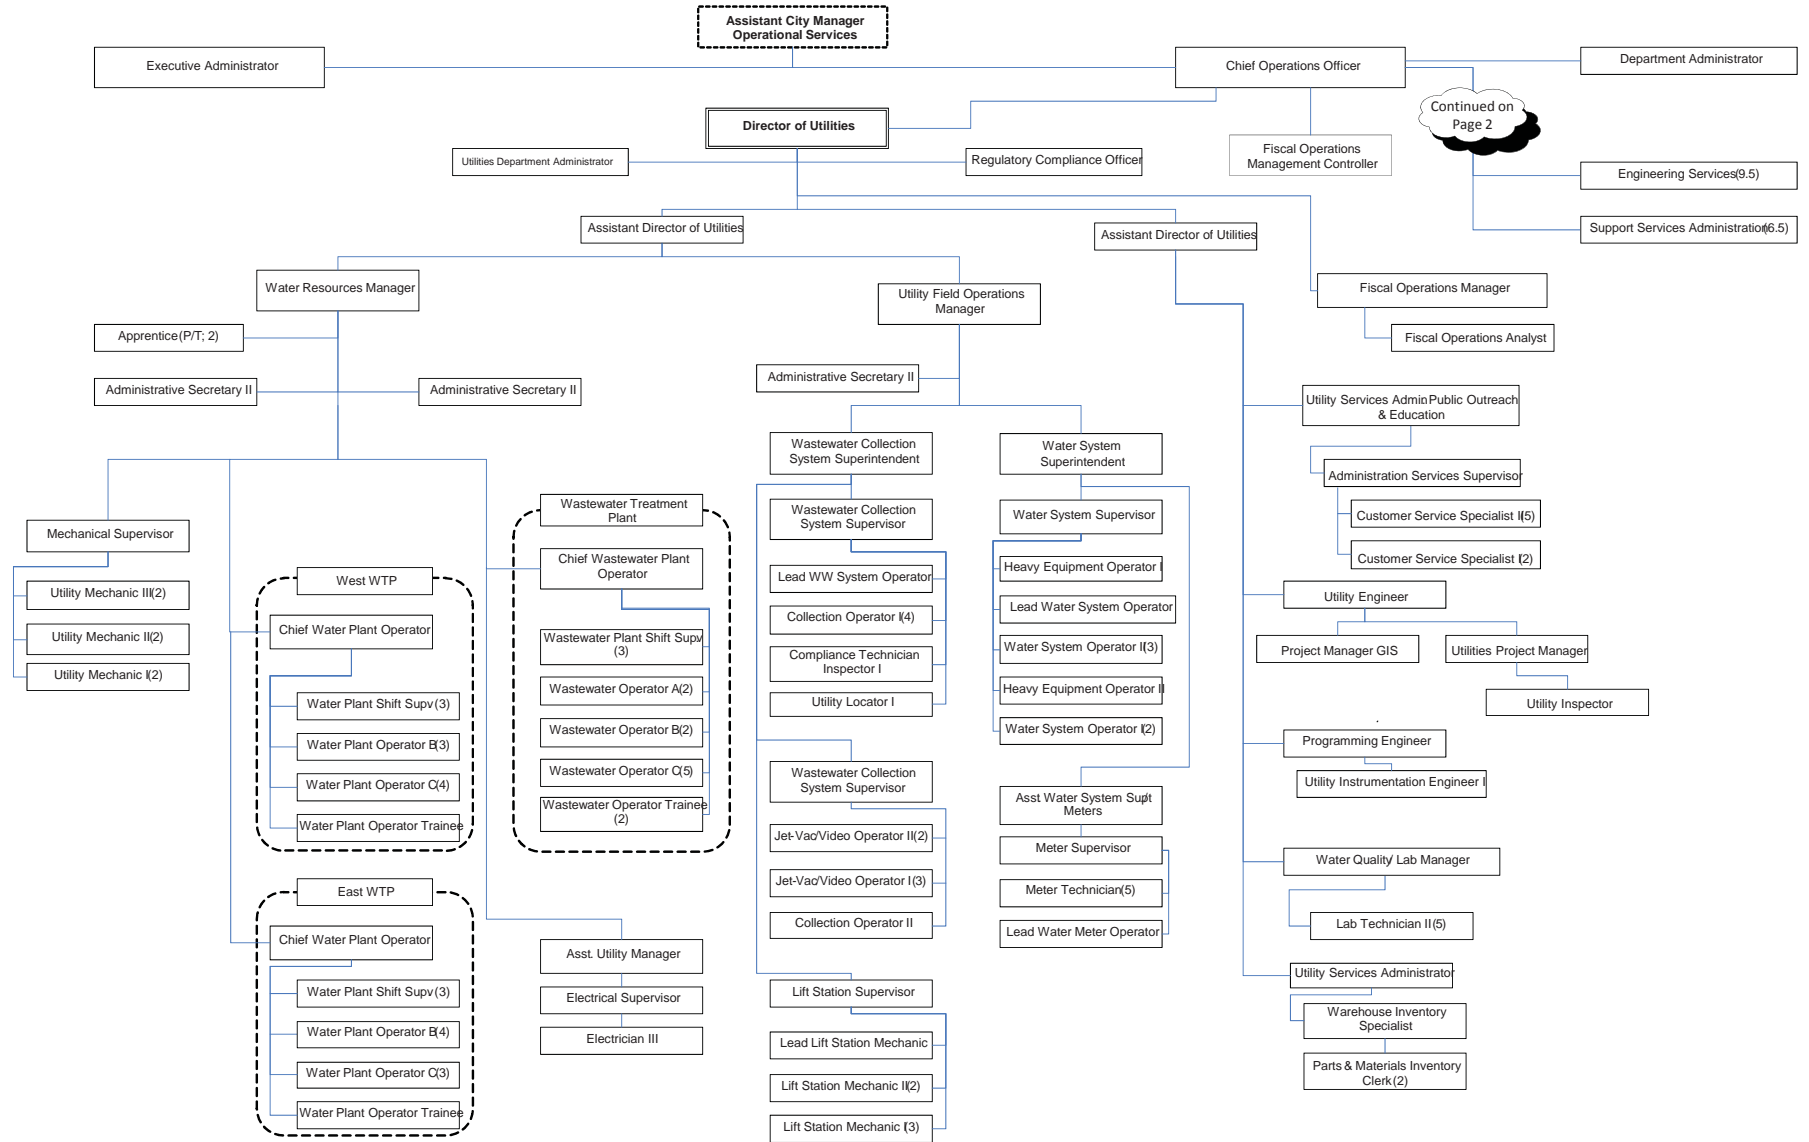 Assistant City Manager
Operational Services
Executive Administrator
Chief Operations Officer
Department Administrator
Continued on
Page 2
Director of Utilities
Fiscal Operations
Management Controller
Utilities Department Administrator
Regulatory Compliance Officer
Engineering Services(9.5)
Support Services Administration(6.5)
Assistant Director of Utilities
Assistant Director of Utilities
Water Resources Manager
Utility Field Operations
Manager
Fiscal Operations Manager
Fiscal Operations Analyst
Apprentice (P/T; 2)
Administrative Secretary II
Administrative Secretary II
Administrative Secretary II
Mechanical Supervisor
Utility Mechanic III(2)
Utility Mechanic II(2)
Utility Mechanic I(2)
West WTP
Chief Water Plant Operator
Water Plant Shift Supv (3)
Water Plant Operator B(3)
Water Plant Operator C(4)
Water Plant Operator Trainee
East WTP
Chief Water Plant Operator
Water Plant Shift Supv (3)
Water Plant Operator B(4)
Water Plant Operator C(3)
Water Plant Operator Trainee
Wastewater Treatment
Plant
Chief Wastewater Plant
Operator
Wastewater Plant Shift Supv
(3)
Wastewater Operator A(2)
Wastewater Operator B(2)
Wastewater Operator C(5)
Wastewater Operator Trainee
(2)
Asst. Utility Manager
Electrical Supervisor
Electrician III
Wastewater Collection
System Superintendent
Wastewater Collection
System Supervisor
Lead WW System Operator
Collection Operator I(4)
Compliance Technician
Inspector I
Utility Locator I
Wastewater Collection
System Supervisor
Jet-Vac/Video Operator II(2)
Jet-Vac/Video Operator I(3)
Collection Operator II
Lift Station Supervisor
Lead Lift Station Mechanic
Lift Station Mechanic II(2)
Lift Station Mechanic I(3)
Water System
Superintendent
Water System Supervisor
Heavy Equipment Operator I
Lead Water System Operator
Water System Operator II(3)
Heavy Equipment Operator II
Water System Operator I(2)
Asst Water System Supt/
Meters
Meter Supervisor
Meter Technician(5)
Lead Water Meter Operator
Utility Services Admin: Public Outreach
& Education
Administration Services Supervisor
Customer Service Specialist II(5)
Customer Service Specialist I(2)
Utility Engineer
Project Manager GIS
Utilities Project Manager
Utility Inspector
.
Programming Engineer
Utility Instrumentation Engineer I
Water Quality/ Lab Manager
Lab Technician II(5)
Utility Services Administrator
Warehouse Inventory
Specialist
Parts & Materials Inventory
Clerk (2)